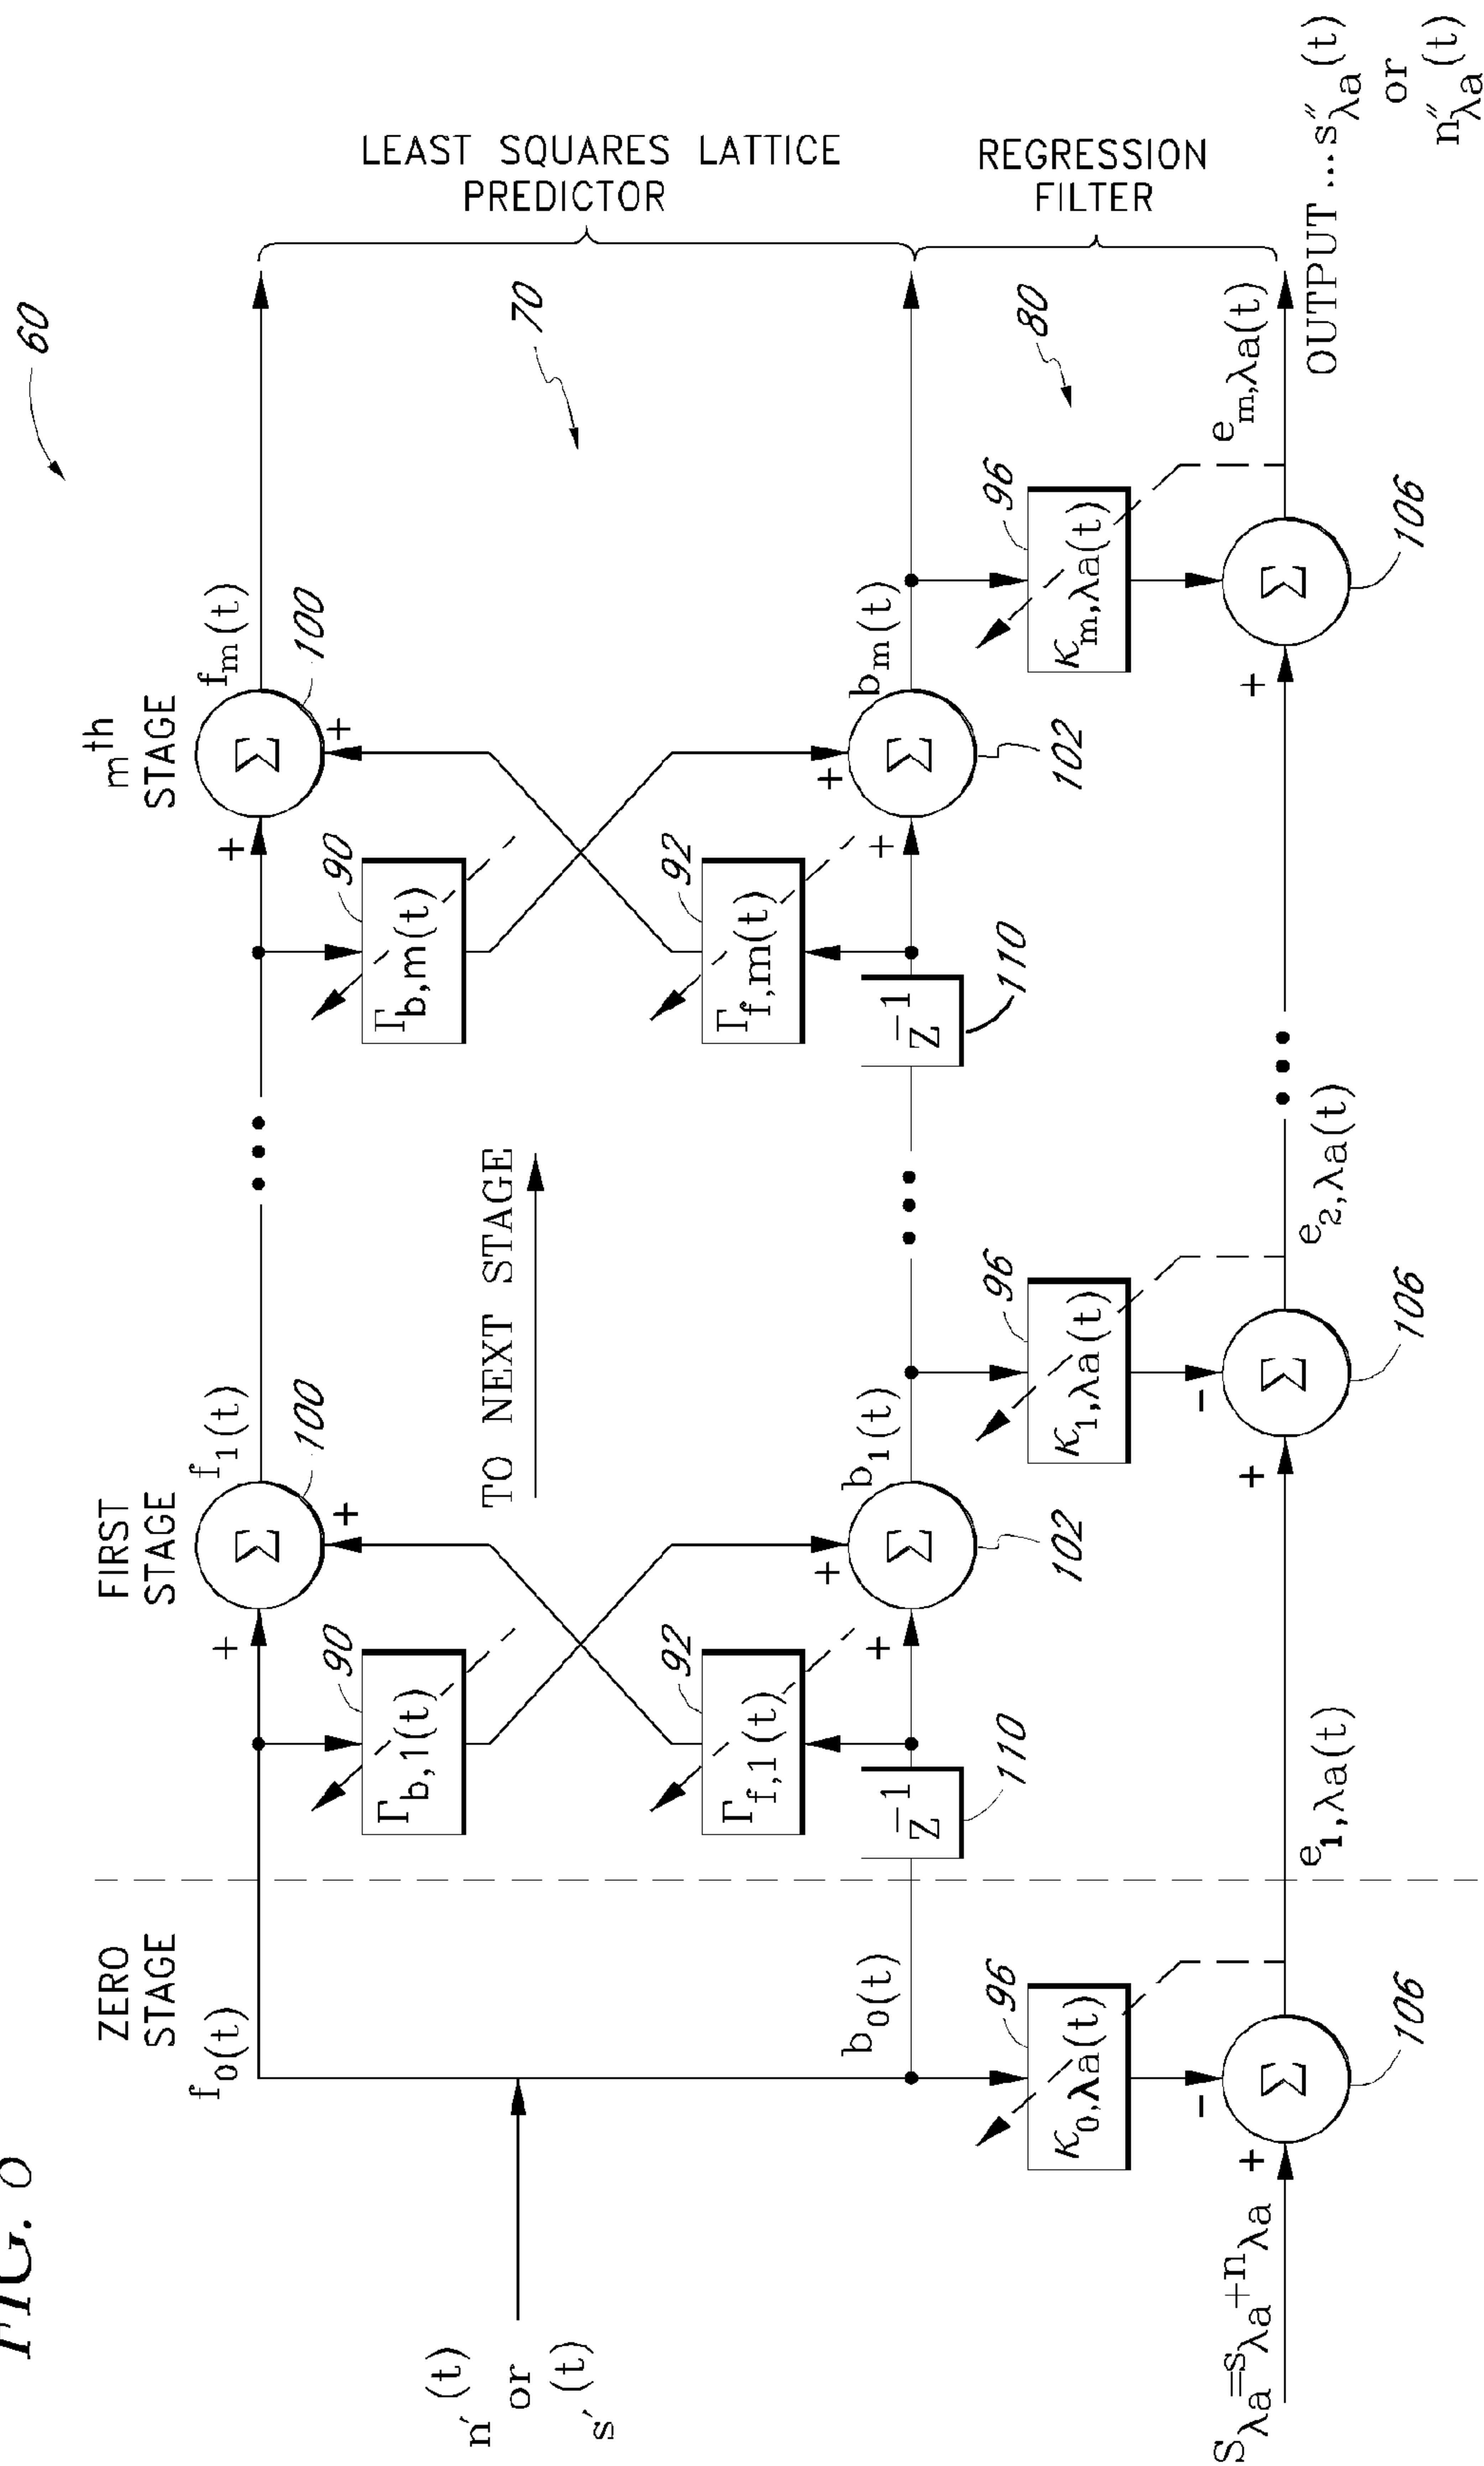 FIG. 8
60
ZERO
STAGE
FIRST
STAGE
mth
STAGE
f0(t)
f1(t)
fm(t)
100
100
+
+
+
+
90
90
Γb,1(t)
Γb,m(t)
n′(t)
or
s′(t)
TO NEXT STAGE
LEAST SQUARES LATTICE
PREDICTOR
70
92
92
Γf,1(t)
Γf,m(t)
b0(t)
z−1
110
+
+
b1(t)
102
z−1
110
+
+
bm(t)
102
REGRESSION
FILTER
80
96
κ0,λa(t)
96
κ1,λa(t)
96
κm,λa(t)
Sλa=sλa+nλa
+
−
Σ
106
e1,λa(t)
+
−
Σ
106
e2,λa(t)
+
Σ
106
em,λa(t)
OUTPUT ...s″λa(t)
or
n″λa(t)
Σ
Σ
Σ
Σ